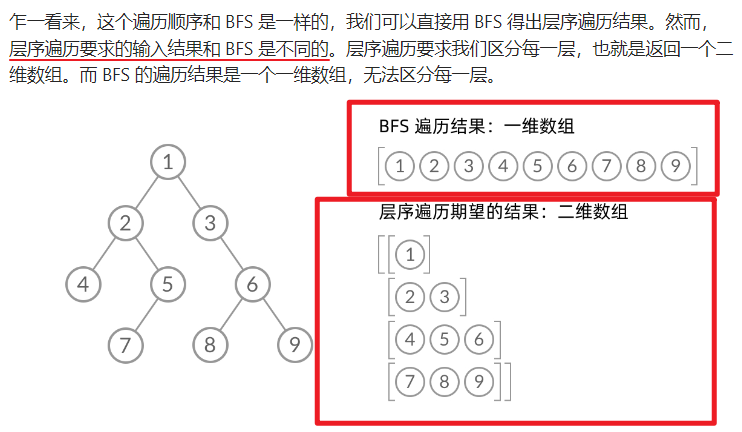 乍一看来，这个遍历顺序和 BFS 是一样的，我们可以直接用 BFS 得出层序遍历结果。然而，
层序遍历要求的输入结果和 BFS 是不同的。层序遍历要求我们区分每一层，也就是返回一个二
维数组。而 BFS 的遍历结果是一个一维数组，无法区分每一层。
BFS 遍历结果：一维数组
[1 2 3 4 5 6 7 8 9]
层序遍历期望的结果：二维数组
[[1]
[2 3]
[4 5 6]
[7 8 9]]
1
2 3
4 5 6
7 8 9